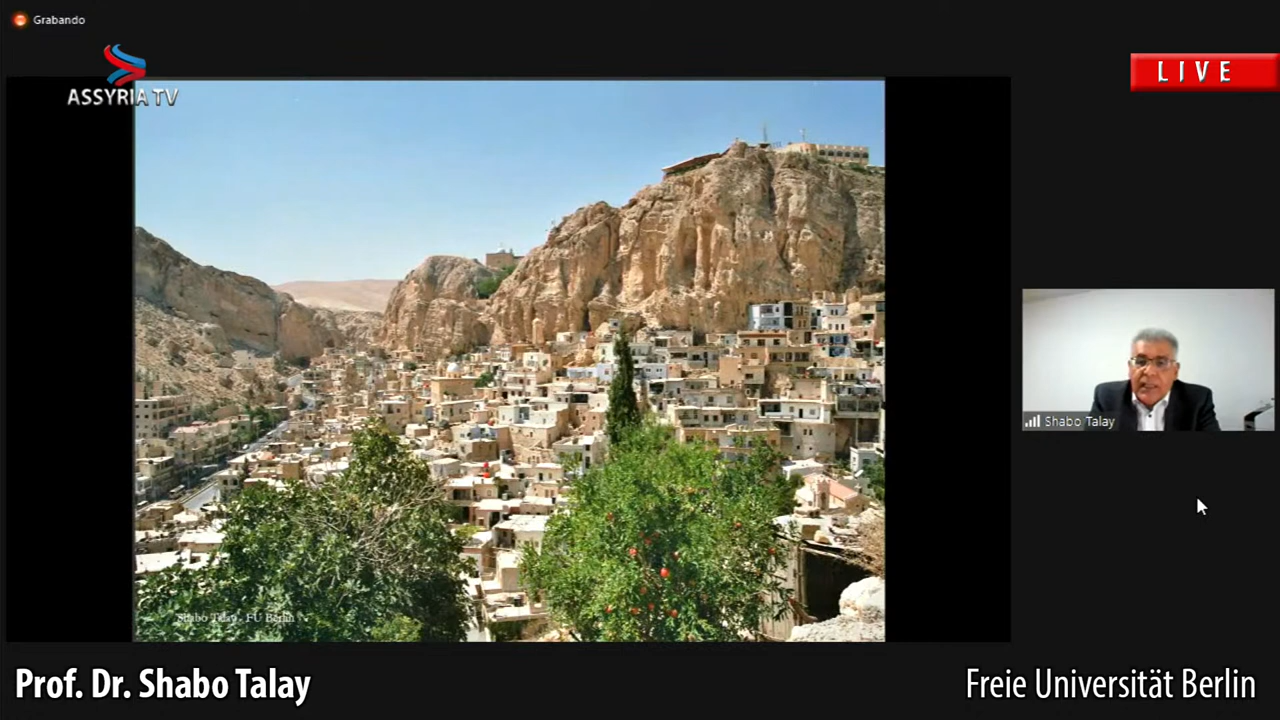 Grabando
ASSYRIA TV
LIVE
Shabo Talay
Shabo Talay - FU Berlin
Prof. Dr. Shabo Talay
Freie Universität Berlin